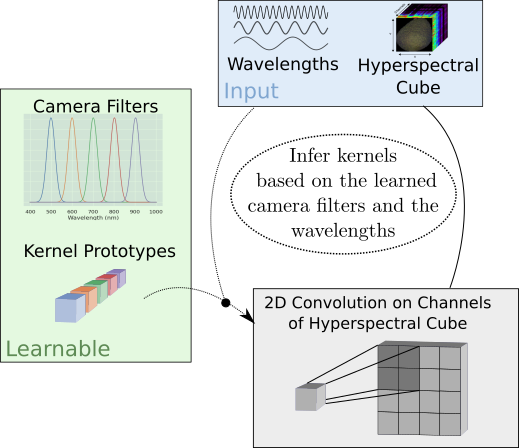 Wavelengths
Hyperspectral
Cube
Input
Camera Filters
400 500 600 700 800 900 1000
Wavelength (nm)
Kernel Prototypes
Learnable
Infer kernels
based on the learned
camera filters and the
wavelengths
2D Convolution on Channels
of Hyperspectral Cube